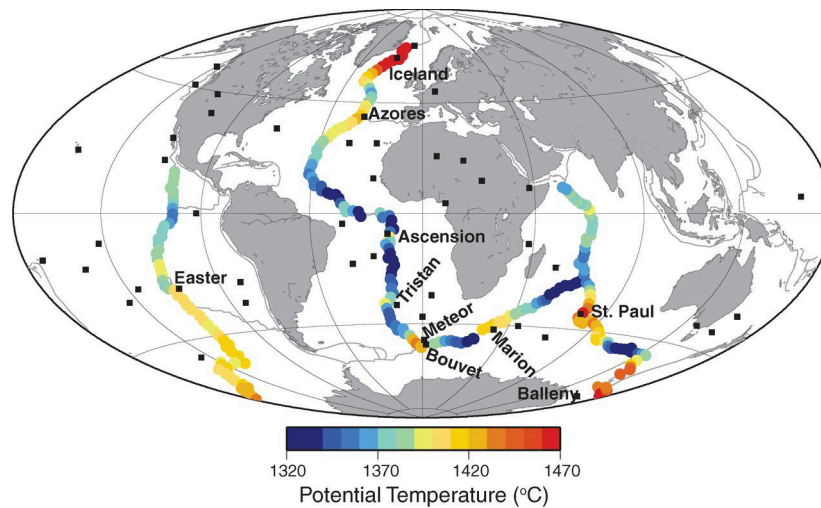 Iceland
Azores
Ascension
Easter
Tristan
St. Paul
Meteor
Marion
Bouvet
Balleny
1320 1370 1420 1470
Potential Temperature (°C)